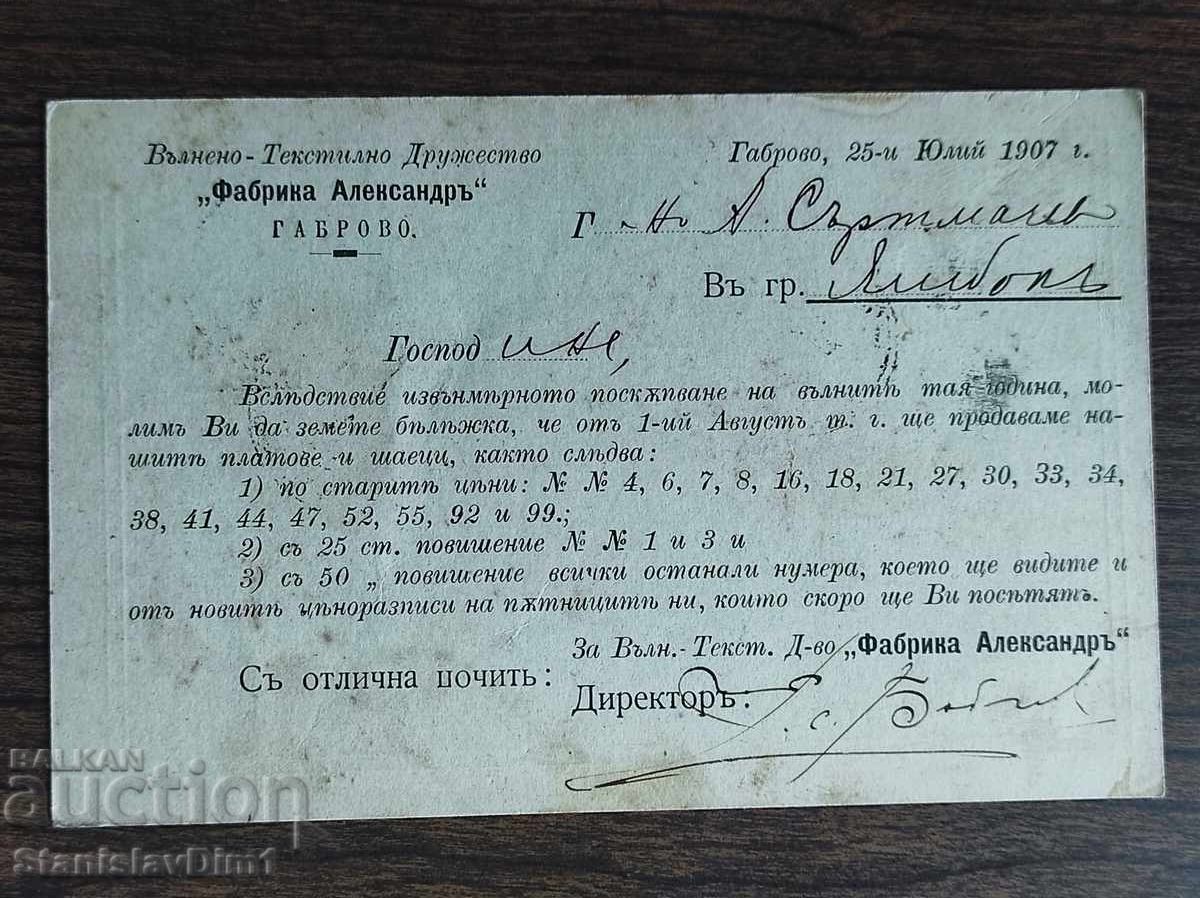 Вълнено - Текстилно Дружество
„Фабрика Александръ“
ГАБРОВО.
Габрово, 25-и Юлий 1907 г.
Г-нъ А. Съртмачев
Въ гр. Ямболъ
Господине,
Вслѣдствие извънмѣрното поскѫпване на вълнитѣ тая година, мо-
лимъ Ви да земете бѣлѣжка, че отъ 1-ий Августъ т. г. ще продаваме на-
шитѣ платове и шаеци, както слѣдва:
1) по старитѣ цѣни: № № 4, 6, 7, 8, 16, 18, 21, 27, 30, 33, 34,
38, 41, 44, 47, 52, 55, 92 и 99.;
2) съ 25 ст. повишение № № 1 и 3 и
3) съ 50 „ повишение всички останали нумера, което ще видите и
отъ новитѣ цѣноразписи на пѫтницитѣ ни, които скоро ще Ви посѣтятъ.
За Вълн.- Текст. Д-во „Фабрика Александръ“
Съ отлична почить:
Директоръ:
BALKAN
auction
StanislavDim1